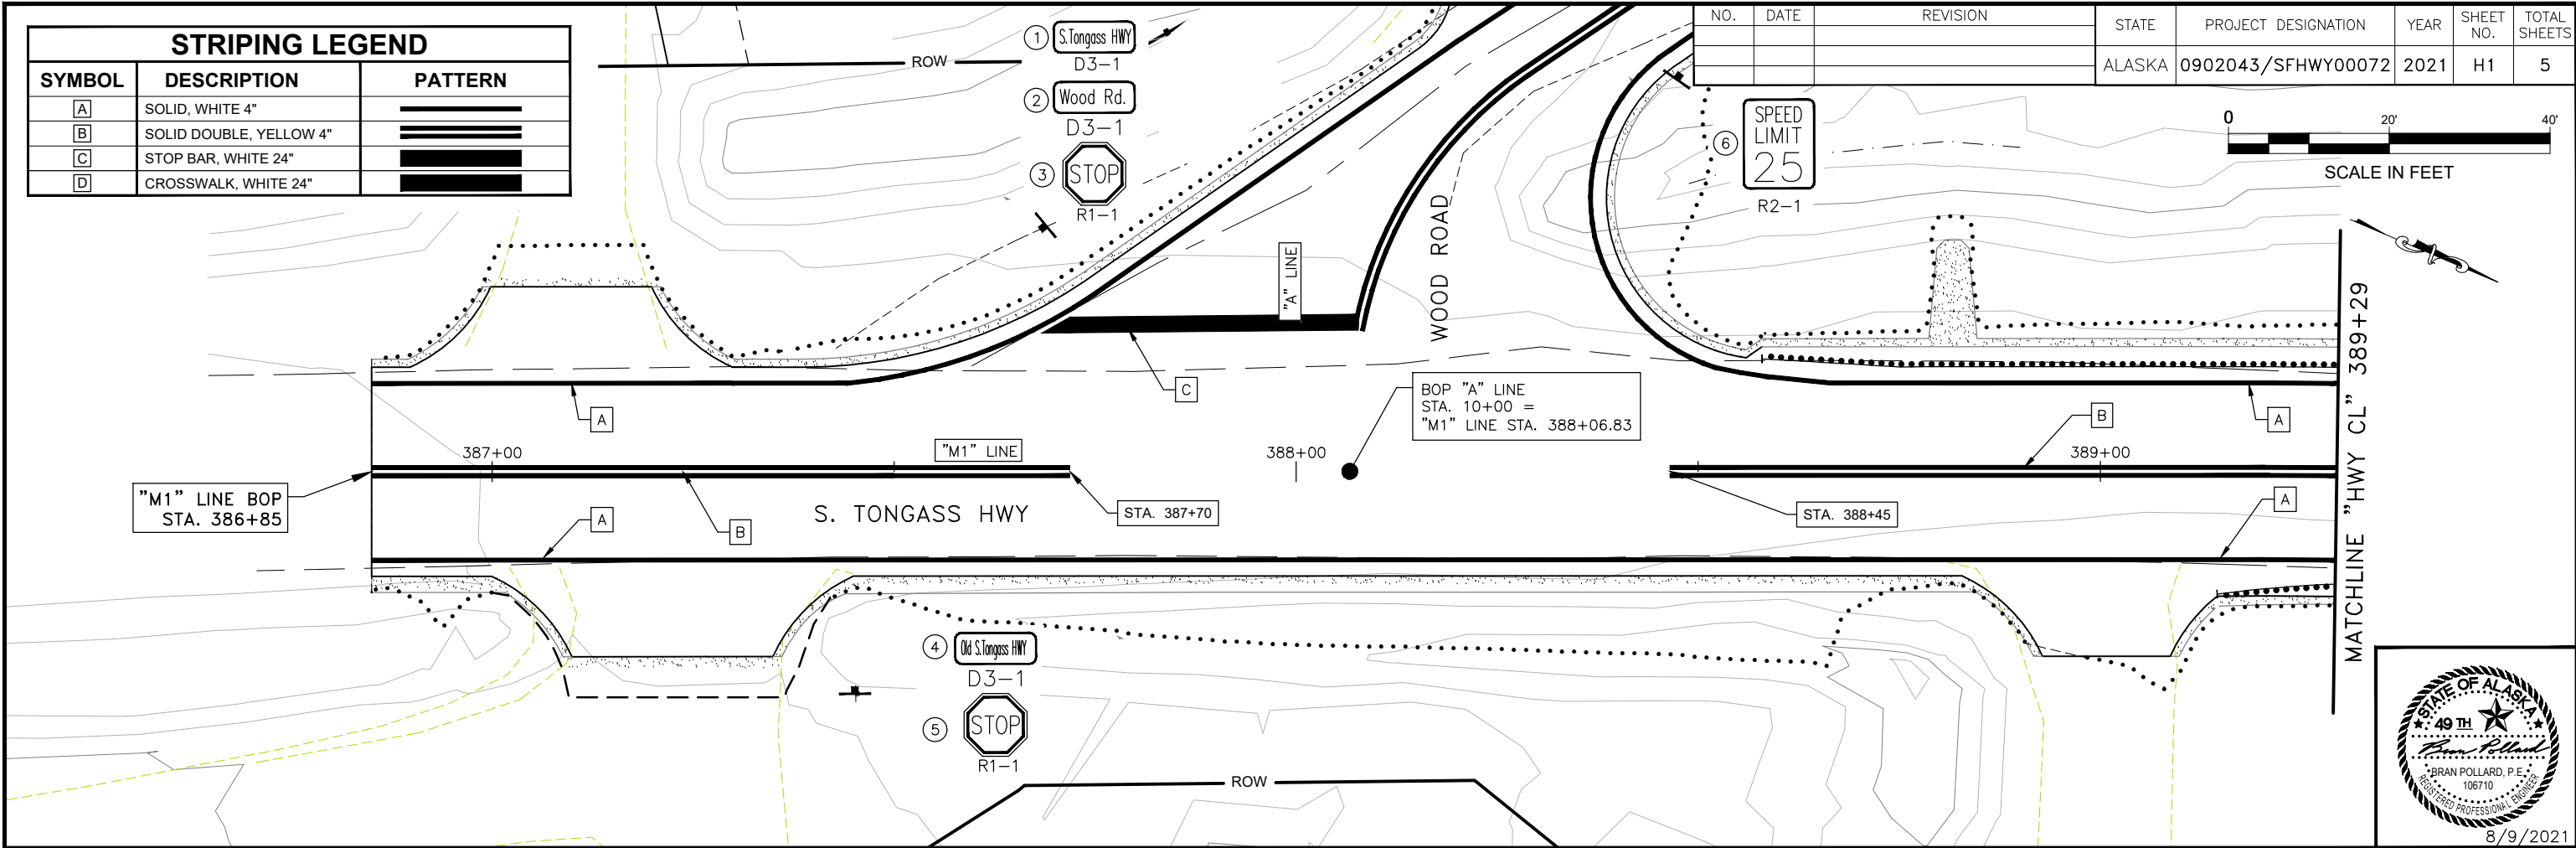 STRIPING LEGEND
SYMBOL DESCRIPTION PATTERN
A SOLID, WHITE 4"
B SOLID DOUBLE, YELLOW 4"
C STOP BAR, WHITE 24"
D CROSSWALK, WHITE 24"
ROW
1 S.Tongass HWY
D3-1
2 Wood Rd.
D3-1
3 STOP
R1-1
NO. DATE REVISION
STATE PROJECT DESIGNATION YEAR SHEET NO. TOTAL SHEETS
ALASKA 0902043/SFHWY00072 2021 H1 5
6 SPEED
LIMIT
25
R2-1
0 20' 40'
SCALE IN FEET
"A" LINE
WOOD ROAD
MATCHLINE "HWY CL" 389+29
A
C
BOP "A" LINE
STA. 10+00 =
"M1" LINE STA. 388+06.83
B
A
387+00
"M1" LINE
388+00
389+00
"M1" LINE BOP
STA. 386+85
A
B
S. TONGASS HWY
STA. 387+70
STA. 388+45
A
4 Old S.Tongass HWY
D3-1
5 STOP
R1-1
ROW
STATE OF ALASKA
49 TH
Bran Pollard
BRAN POLLARD, P.E.
106710
REGISTERED PROFESSIONAL ENGINEER
8/9/2021